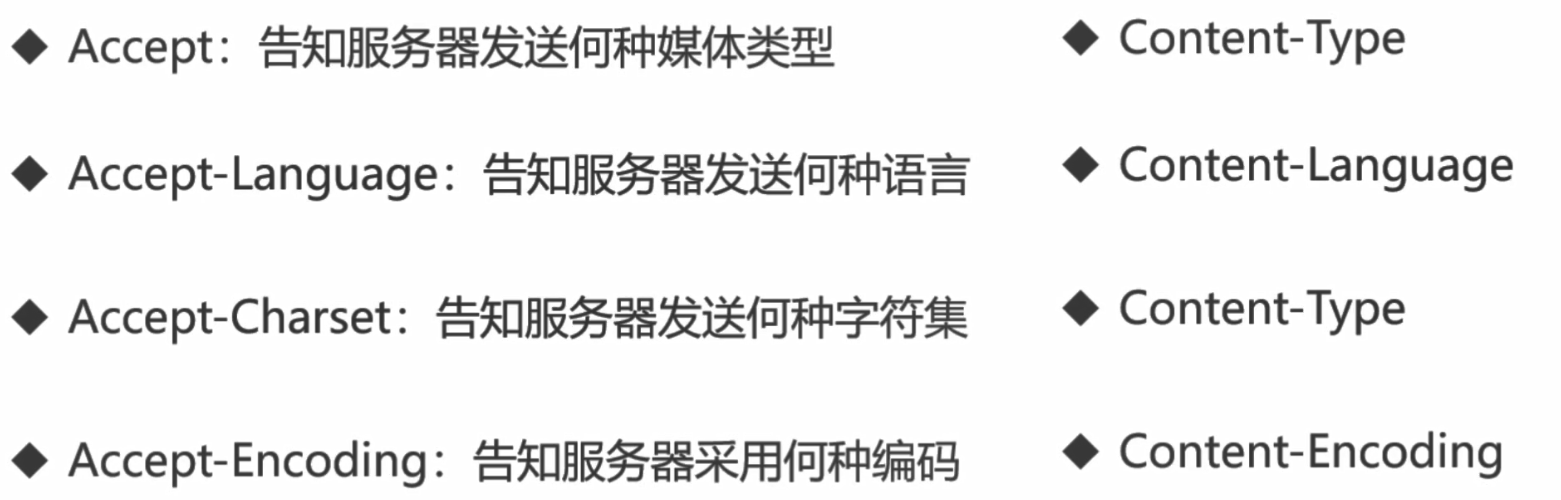 ◆ Accept：告知服务器发送何种媒体类型
◆ Content-Type
◆ Accept-Language：告知服务器发送何种语言
◆ Content-Language
◆ Accept-Charset：告知服务器发送何种字符集
◆ Content-Type
◆ Accept-Encoding：告知服务器采用何种编码
◆ Content-Encoding